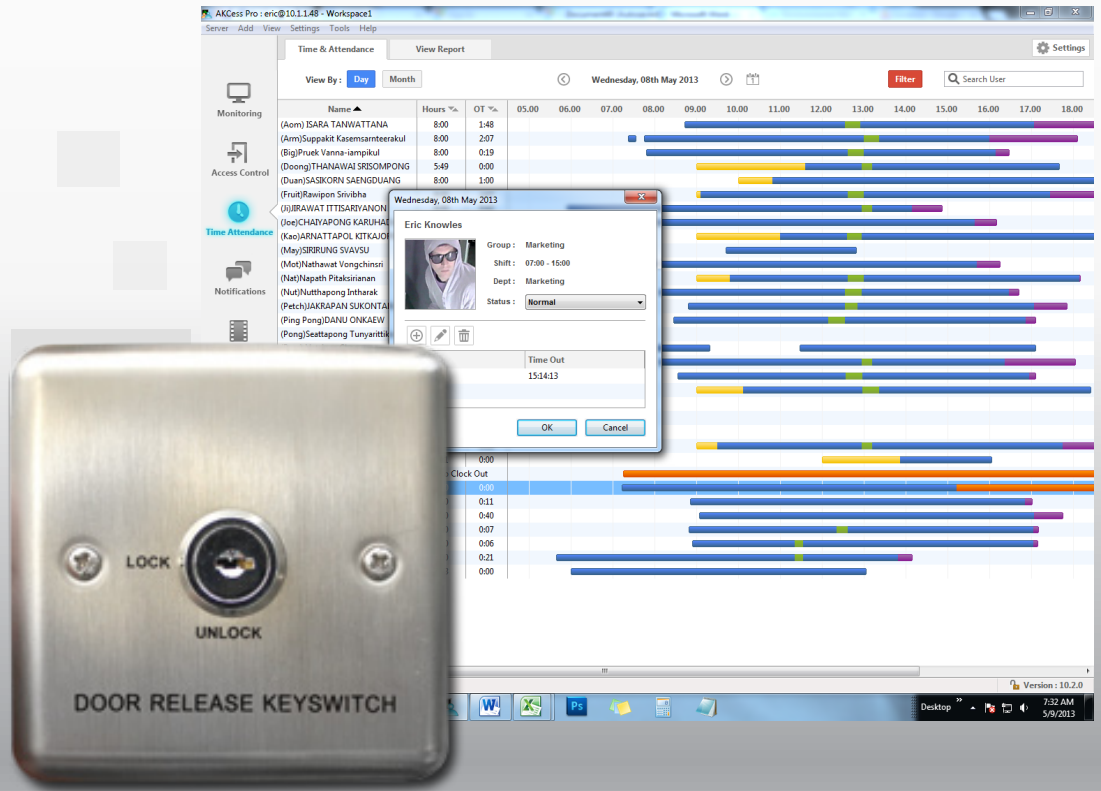 AKCess Pro : eric@10.1.1.48 - Workspace1
Server Add View Settings Tools Help
Time & Attendance View Report Settings
View By : Day Month Wednesday, 08th May 2013 Filter Search User
Monitoring
Access Control
Time Attendance
Notifications
Name Hours OT 05.00 06.00 07.00 08.00 09.00 10.00 11.00 12.00 13.00 14.00 15.00 16.00 17.00 18.00
(Aom) ISARA TANWATTANA 8:00 1:48
(Arm)Suppakit Kasemsarnteerakul 8:00 2:07
(Big)Pruek Vanna-iampikul 8:00 0:19
(Doong)THANAWAI SRISOMPONG 5:49 0:00
(Duan)SASIKORN SAENGDUANG 8:00 1:00
(Fruit)Rawipon Srivibha
(Ji)JIRAWAT ITTISARIYANON
(Joe)CHAIYAPONG
(Kao)ARNATTAPOL
(May)SIRIRUNG SVAVSU
(Mot)Nathawat Vongchinsri
(Nat)Napath Pitaksirianan
(Nut)Nutthapong Intharak
(Petch)JAKRAPAN
(Ping Pong)DANU ONKAEW
(Pong)Seattapong
Wednesday, 08th May 2013
Eric Knowles
Group : Marketing
Shift : 07:00 - 15:00
Dept : Marketing
Status : Normal
Time Out
15:14:13
OK Cancel
0:00
Clock Out
0:00
0:11
0:40
0:07
0:06
0:21
0:00
Version : 10.2.0
Ps Desktop 7:32 AM
5/9/2013
LOCK
UNLOCK
DOOR RELEASE KEYSWITCH